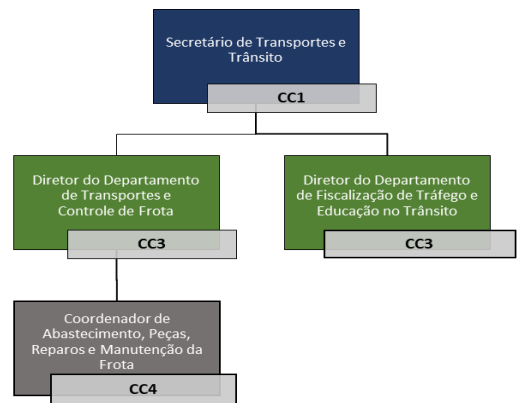 Secretário de Transportes e
Trânsito
CC1
Diretor do Departamento
de Transportes e
Controle de Frota
CC3
Diretor do Departamento
de Fiscalização de Tráfego e
Educação no Trânsito
CC3
Coordenador de
Abastecimento, Peças,
Reparos e Manutenção da
Frota
CC4